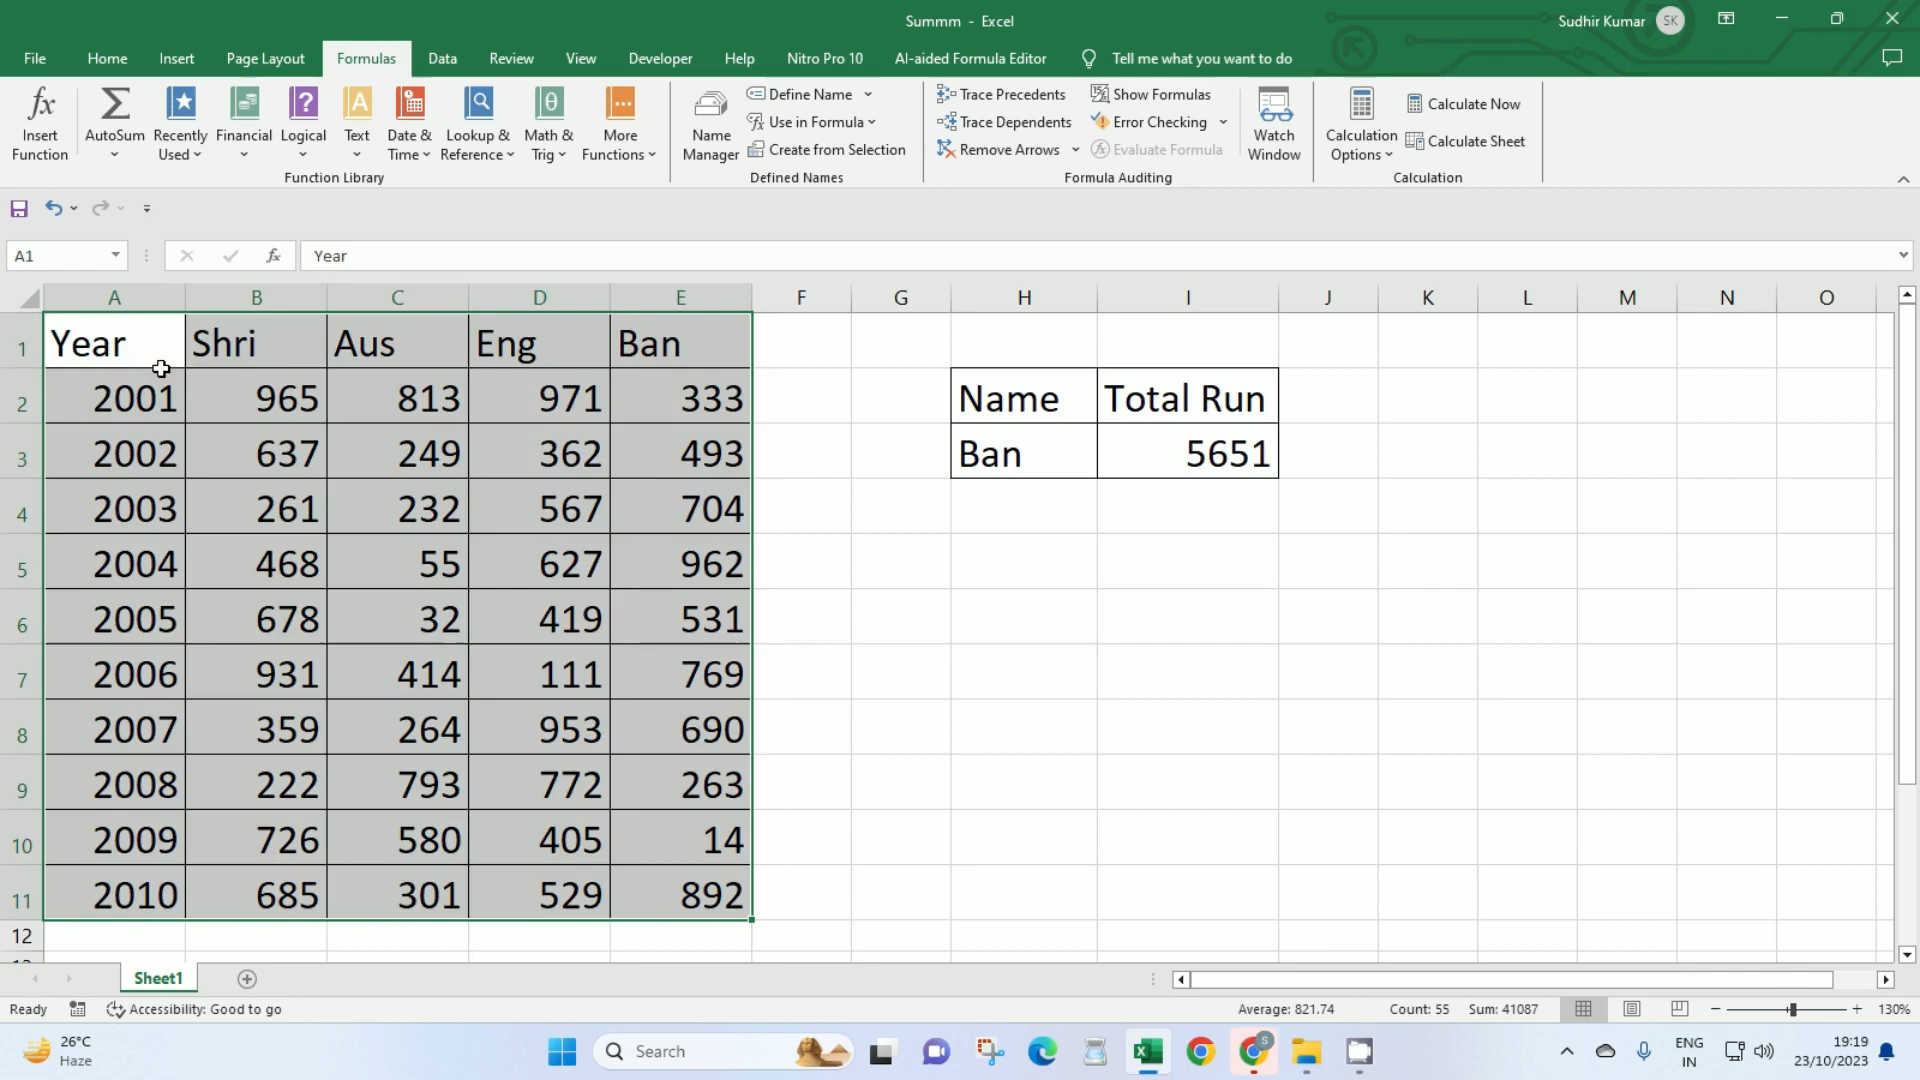 Summm - Excel
Sudhir Kumar SK
File Home Insert Page Layout Formulas Data Review View Developer Help Nitro Pro 10 AI-aided Formula Editor Tell me what you want to do
fx Insert Function
Σ AutoSum
Recently Used
Financial
Logical
A Text
Date & Time
Lookup & Reference
θ Math & Trig
More Functions
Function Library
Name Manager
Define Name
Use in Formula
Create from Selection
Defined Names
Trace Precedents
Trace Dependents
Remove Arrows
Show Formulas
Error Checking
Evaluate Formula
Formula Auditing
Watch Window
Calculation Options
Calculate Now
Calculate Sheet
Calculation
A1 fx Year
A B C D E F G H I J K L M N O
1 Year Shri Aus Eng Ban
2 2001 965 813 971 333 Name Total Run
3 2002 637 249 362 493 Ban 5651
4 2003 261 232 567 704
5 2004 468 55 627 962
6 2005 678 32 419 531
7 2006 931 414 111 769
8 2007 359 264 953 690
9 2008 222 793 772 263
10 2009 726 580 405 14
11 2010 685 301 529 892
12
Sheet1
Ready Accessibility: Good to go Average: 821.74 Count: 55 Sum: 41087 130%
26°C
Haze
Search
ENG
IN
19:19
23/10/2023